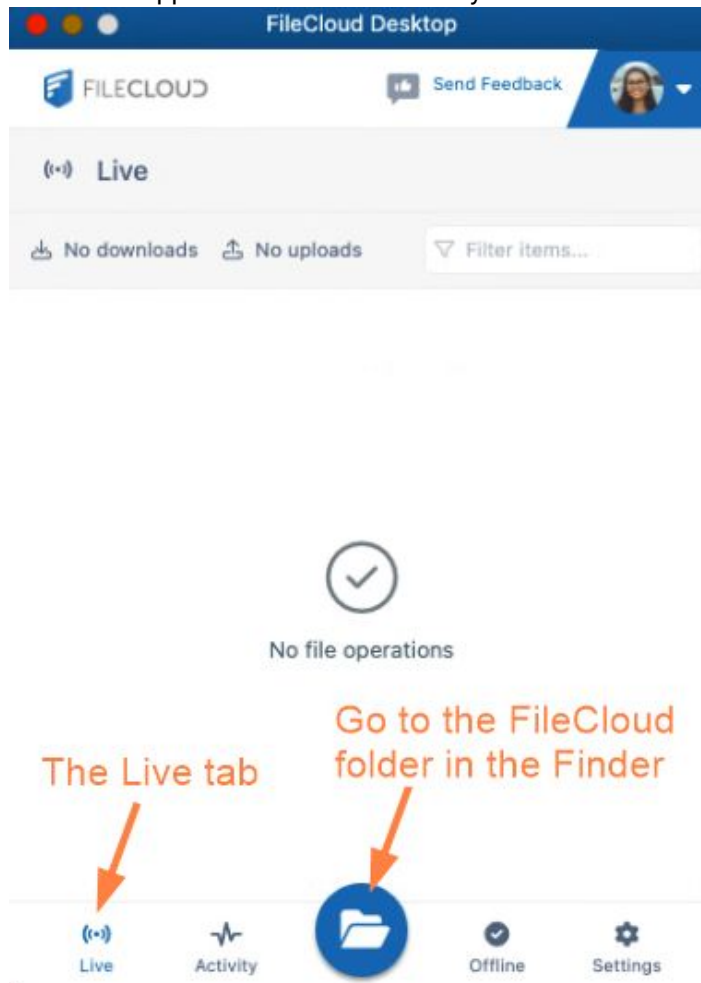 FileCloud Desktop
FILECLOUD
Send Feedback
Live
No downloads No uploads Filter items...
No file operations
Go to the FileCloud
folder in the Finder
The Live tab
Live Activity Offline Settings